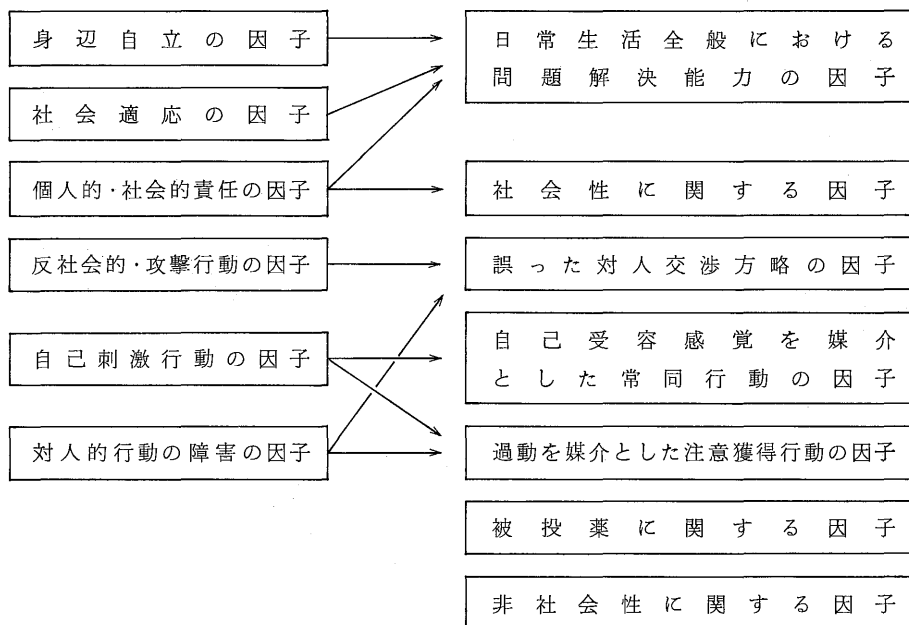 身辺自立の因子
社会適応の因子
個人的・社会的責任の因子
反社会的・攻撃行動の因子
自己刺激行動の因子
対人的行動の障害の因子
日常生活全般における
問題解決能力の因子
社会性に関する因子
誤った対人交渉方略の因子
自己受容感覚を媒介
とした常同行動の因子
過動を媒介とした注意獲得行動の因子
被投薬に関する因子
非社会性に関する因子